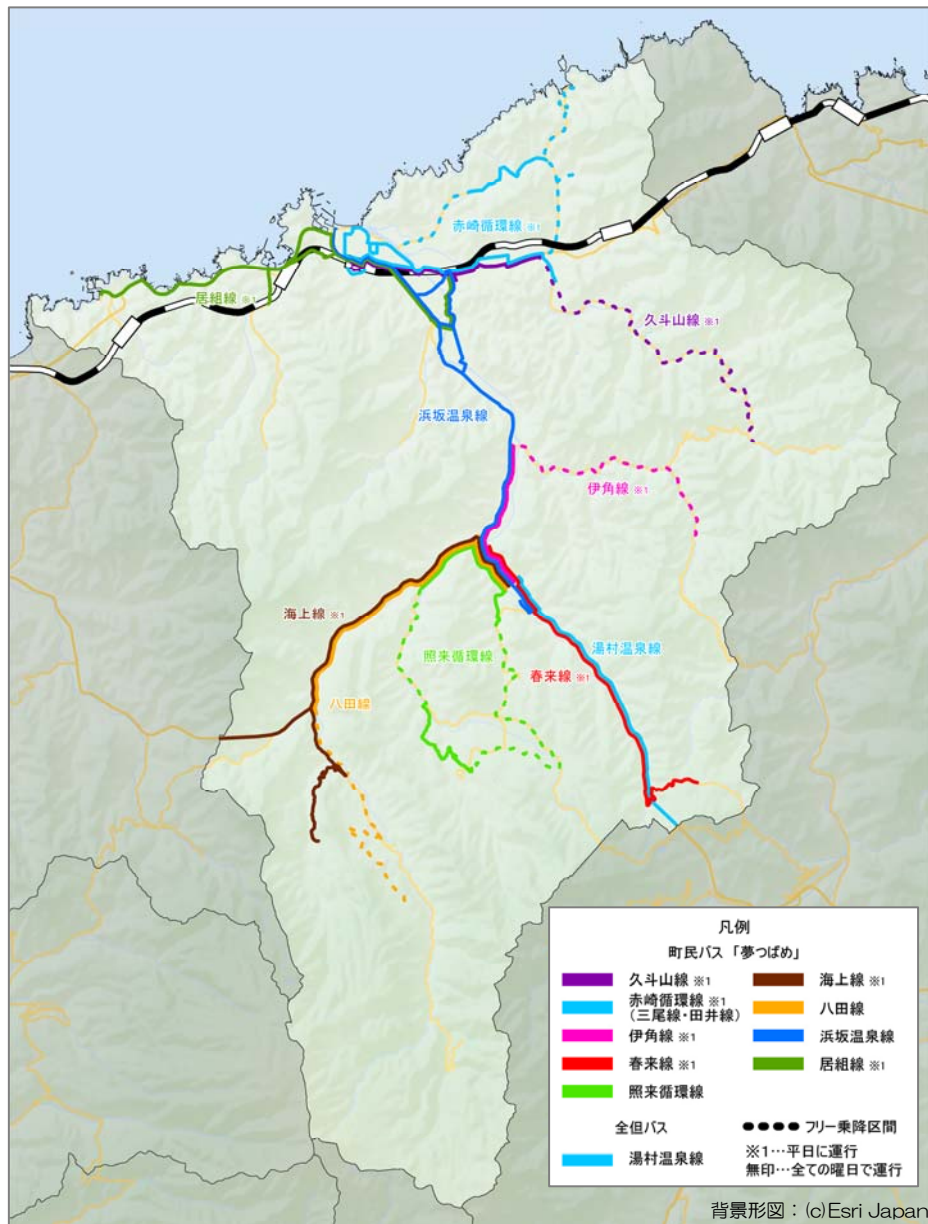 赤崎循環線 ※1
居組線 ※1
久斗山線 ※1
浜坂温泉線
伊角線 ※1
海上線 ※1
照来循環線
湯村温泉線
春来線 ※1
八田線
凡例
町民バス 「夢つばめ」
久斗山線 ※1
海上線 ※1
赤崎循環線 ※1
(三尾線・田井線)
八田線
伊角線 ※1
浜坂温泉線
春来線 ※1
居組線 ※1
照来循環線
全但バス
フリー乗降区間
湯村温泉線
※1…平日に運行
無印…全ての曜日で運行
背景形図：(c)Esri Japan